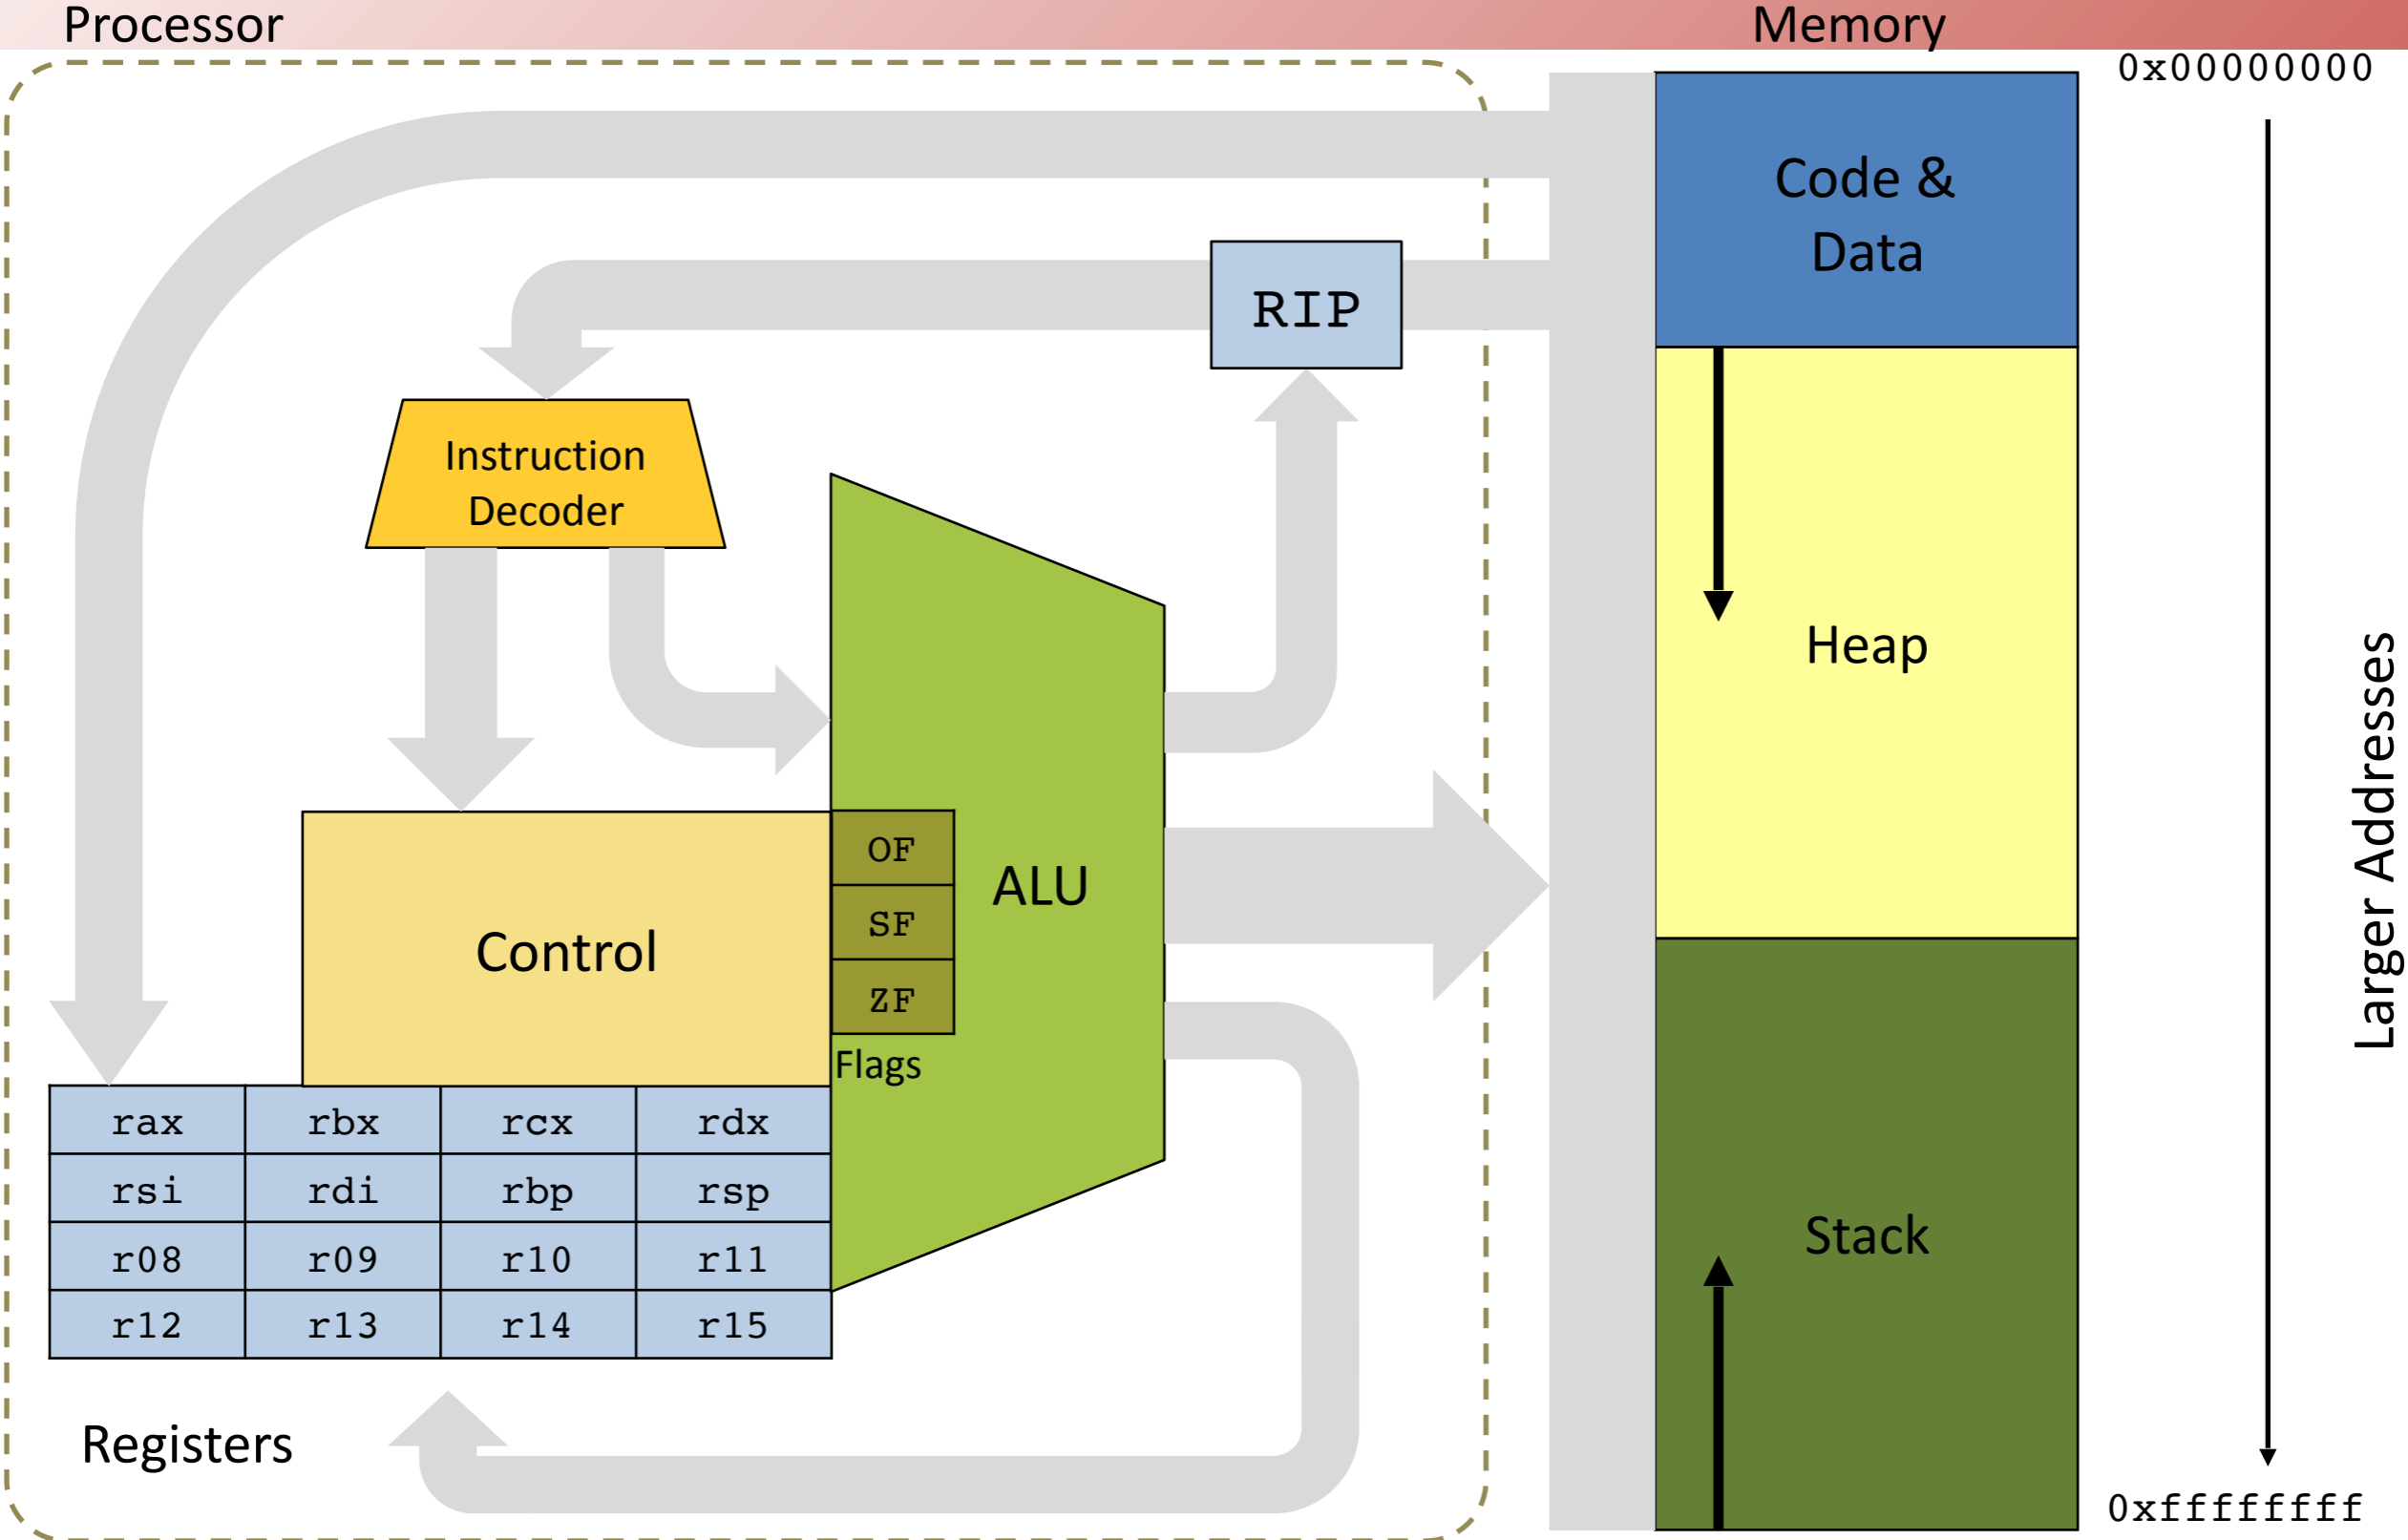 Processor
Memory
0x00000000
Code &
Data
RIP
Instruction
Decoder
Heap
Larger Addresses
OF
SF
ZF
Flags
ALU
Control
rax rbx rcx rdx
rsi rdi rbp rsp
r08 r09 r10 r11
r12 r13 r14 r15
Stack
Registers
0xffffffff